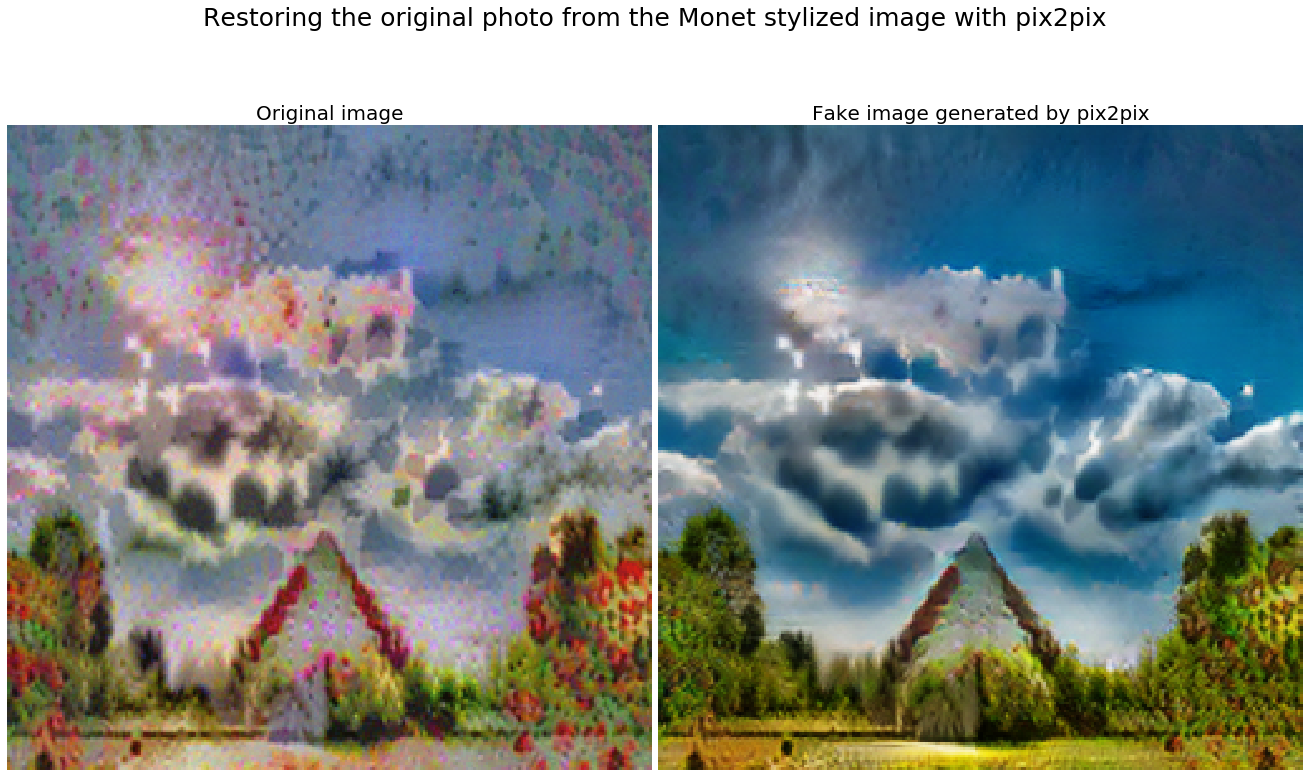 Restoring the original photo from the Monet stylized image with pix2pix
Original image
Fake image generated by pix2pix